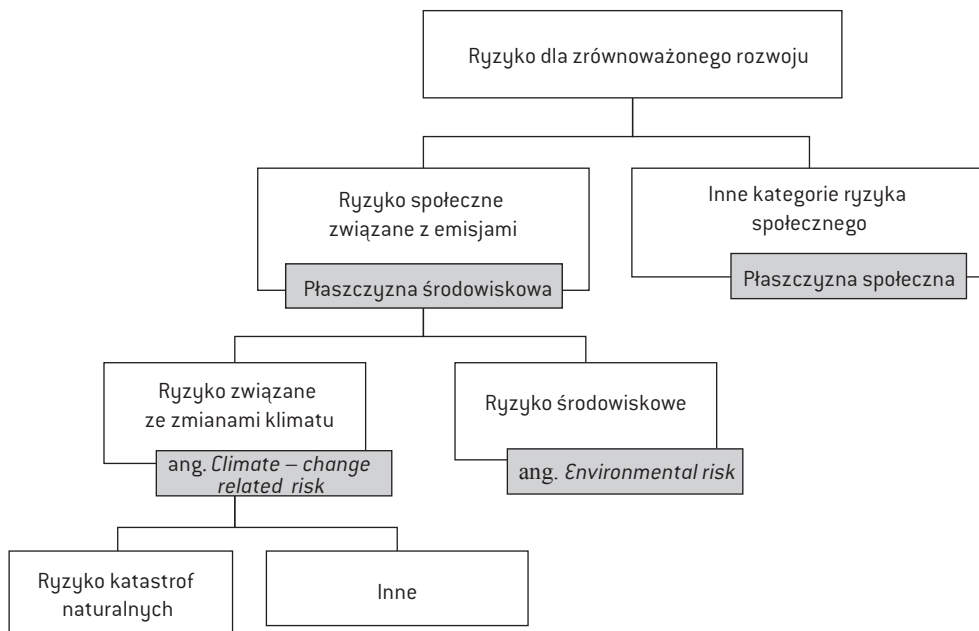 Ryzyko dla zrównoważonego rozwoju
Ryzyko społeczne
związane z emisjami
Płaszczyzna środowiskowa
Inne kategorie ryzyka
społecznego
Płaszczyzna społeczna
Ryzyko związane
ze zmianami klimatu
ang. Climate – change
related risk
Ryzyko środowiskowe
ang. Environmental risk
Ryzyko katastrof
naturalnych
Inne